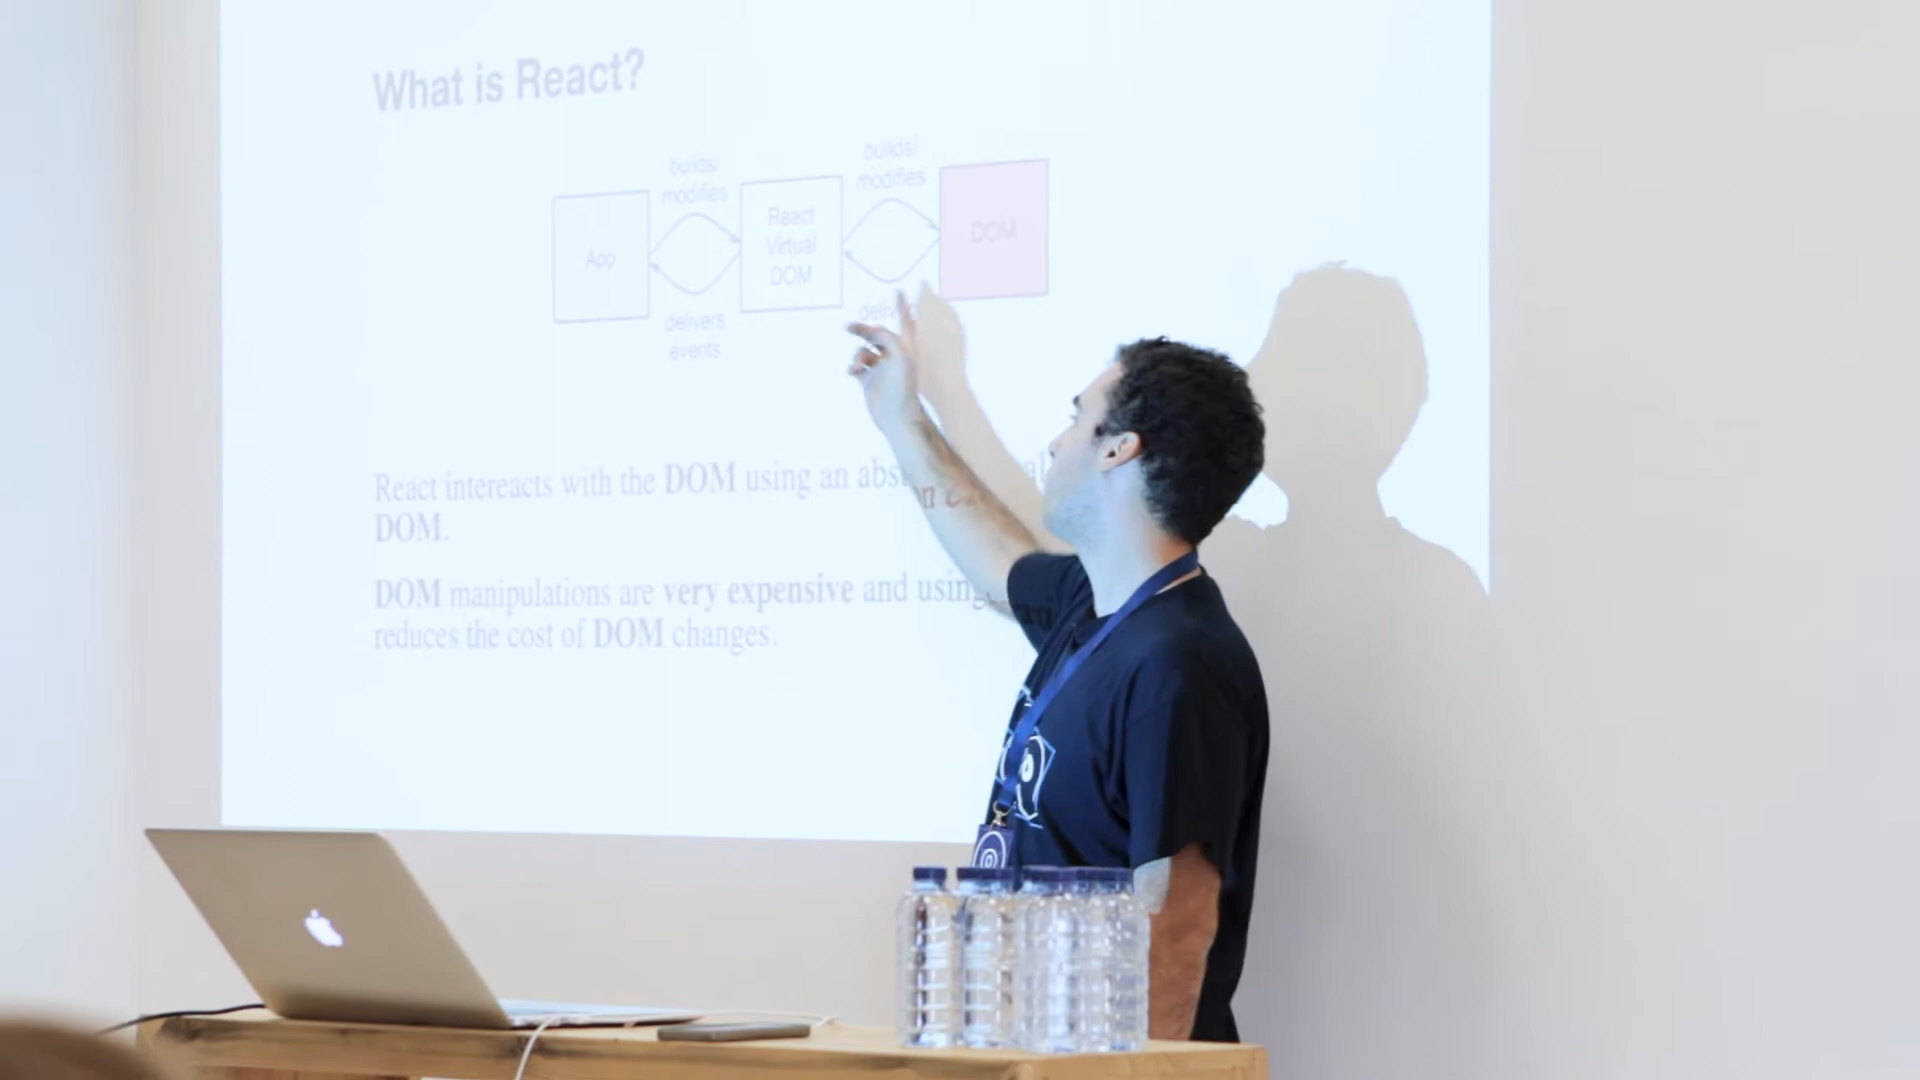 What is React?
builds/
modifies
builds/
modifies
App
React
Virtual
DOM
DOM
delivers
events
React intereacts with the DOM using an
DOM.
DOM manipulations are very expensive and using
reduces the cost of DOM changes.